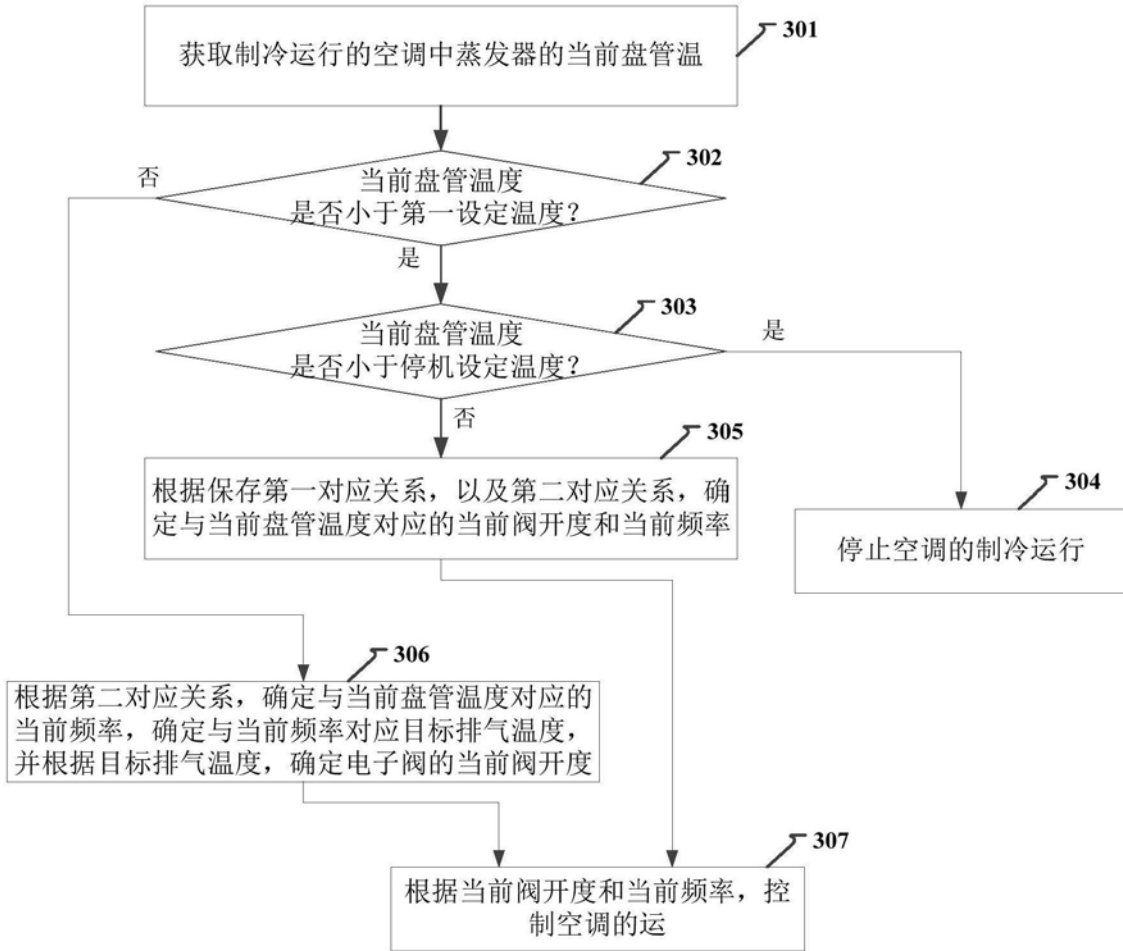 301
获取制冷运行的空调中蒸发器的当前盘管温
302
否
当前盘管温度
是否小于第一设定温度？
是
303
当前盘管温度
是否小于停机设定温度？
是
否
305
根据保存第一对应关系，以及第二对应关系，确
定与当前盘管温度对应的当前阀开度和当前频率
304
停止空调的制冷运行
306
根据第二对应关系，确定与当前盘管温度对应的
当前频率，确定与当前频率对应目标排气温度，
并根据目标排气温度，确定电子阀的当前阀开度
307
根据当前阀开度和当前频率，控
制空调的运